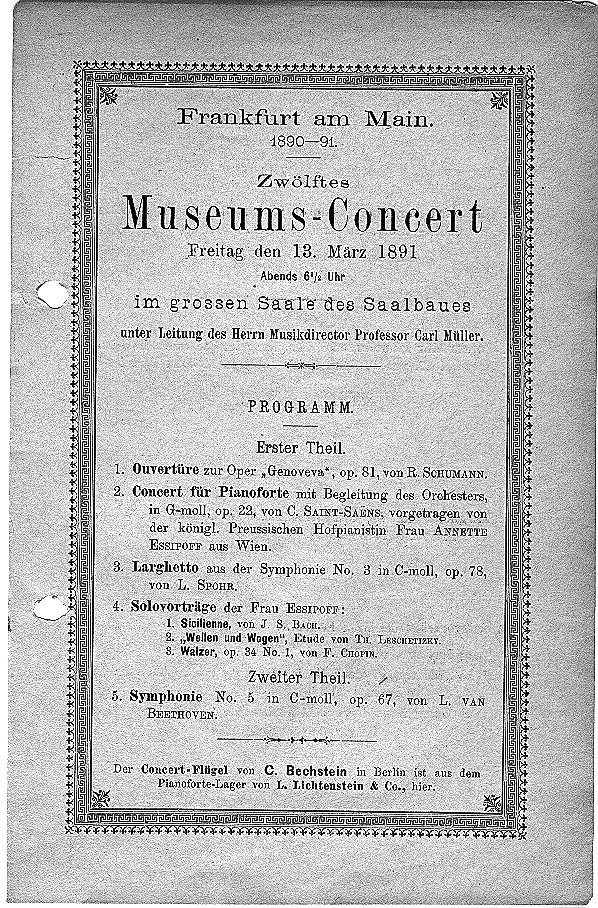 Frankfurt am Main.
1890—91.
Zwölftes
Museums-Concert
Freitag den 13. März 1891
Abends 6½ Uhr
im grossen Saale des Saalbaues
unter Leitung des Herrn Musikdirector Professor Carl Müller.
PROGRAMM.
Erster Theil.
1. Ouvertüre zur Oper „Genoveva“, op. 81, von R. SCHUMANN.
2. Concert für Pianoforte mit Begleitung des Orchesters,
in G-moll, op. 22, von C. SAINT-SAËNS, vorgetragen von
der königl. Preussischen Hofpianistin Frau ANNETTE
ESSIPOFF aus Wien.
3. Larghetto aus der Symphonie No. 3 in C-moll, op. 78,
von L. SPOHR.
4. Solovorträge der Frau ESSIPOFF:
1. Sicilienne, von J. S. BACH.
2. „Wellen und Wogen“, Etude von TH. LESCHETIZKY.
3. Walzer, op. 34 No. 1, von F. CHOPIN.
Zweiter Theil.
5. Symphonie No. 5 in C-moll, op. 67, von L. VAN
BEETHOVEN.
Der Concert-Flügel von C. Bechstein in Berlin ist aus dem
Pianoforte-Lager von L. Lichtenstein & Co., hier.